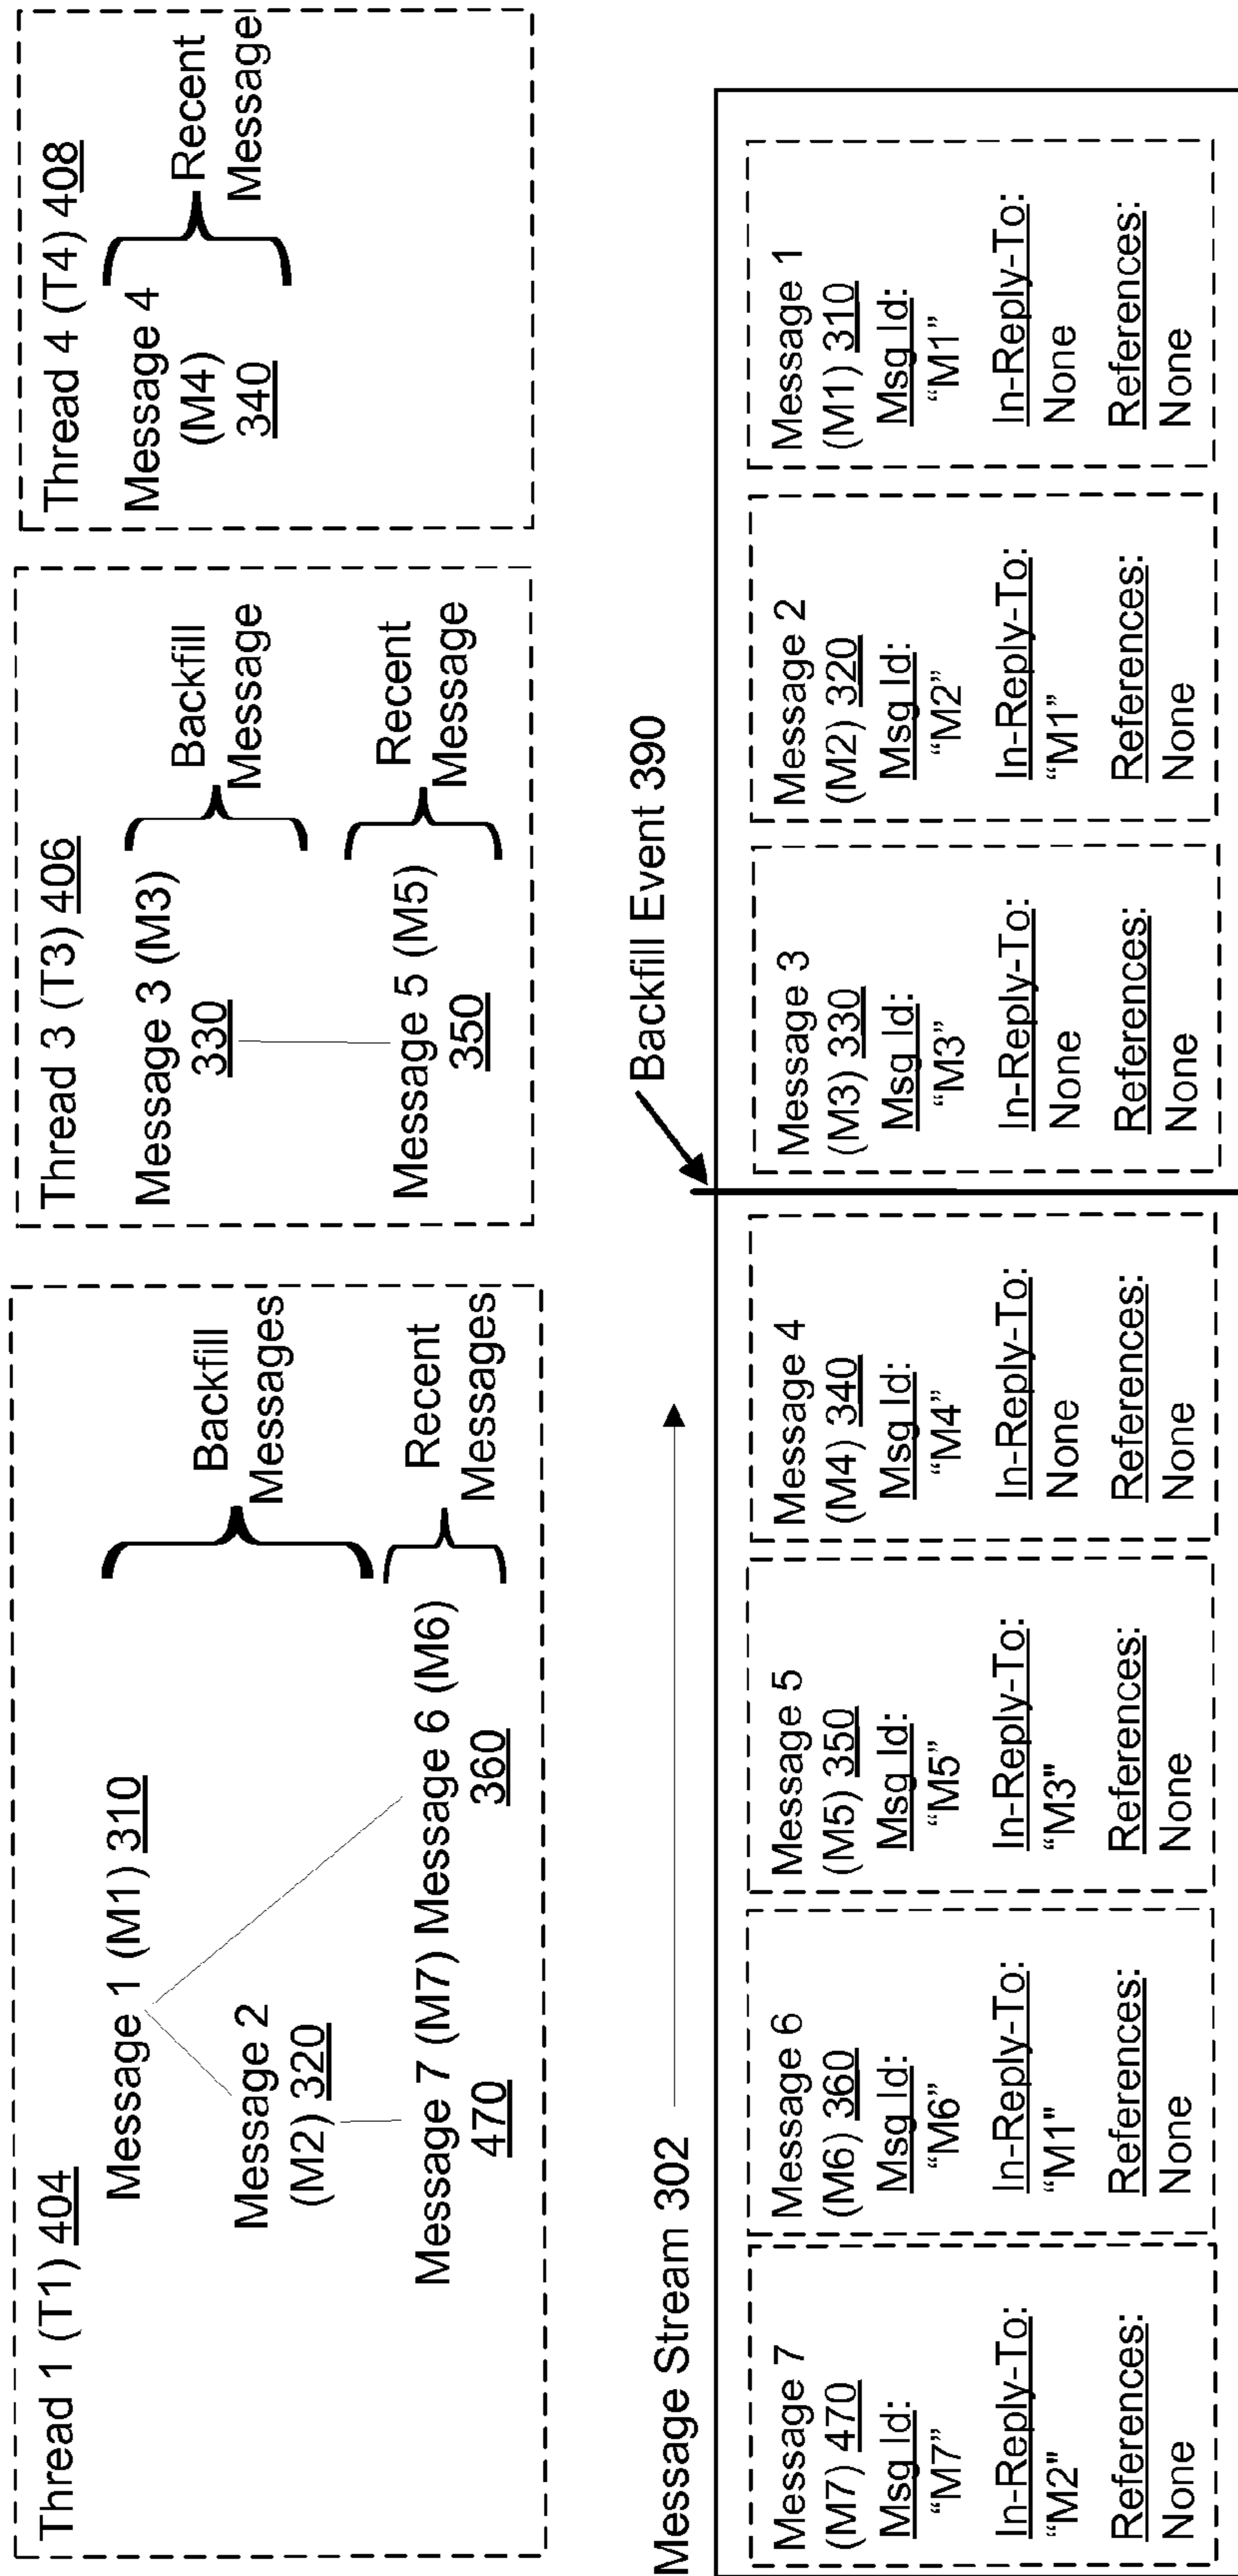 Thread 1 (T1) 404
Message 1 (M1) 310
Message 2
(M2) 320
Message 7 (M7) Message 6 (M6)
470
360
Backfill
Messages
Recent
Messages
Thread 3 (T3) 406
Message 3 (M3)
330
Message 5 (M5)
350
Backfill
Message
Recent
Message
Thread 4 (T4) 408
Message 4
(M4)
340
Recent
Message
Message Stream 302
Backfill Event 390
Message 7
(M7) 470
Msg Id:
“M7”
In-Reply-To:
“M2"
References:
None
Message 6
(M6) 360
Msg Id:
“M6”
In-Reply-To:
“M1"
References:
None
Message 5
(M5) 350
Msg Id:
“M5”
In-Reply-To:
“M3"
References:
None
Message 4
(M4) 340
Msg Id:
“M4”
In-Reply-To:
None
References:
None
Message 3
(M3) 330
Msg Id:
“M3”
In-Reply-To:
None
References:
None
Message 2
(M2) 320
Msg Id:
“M2”
In-Reply-To:
“M1”
References:
None
Message 1
(M1) 310
Msg Id:
“M1”
In-Reply-To:
None
References:
None